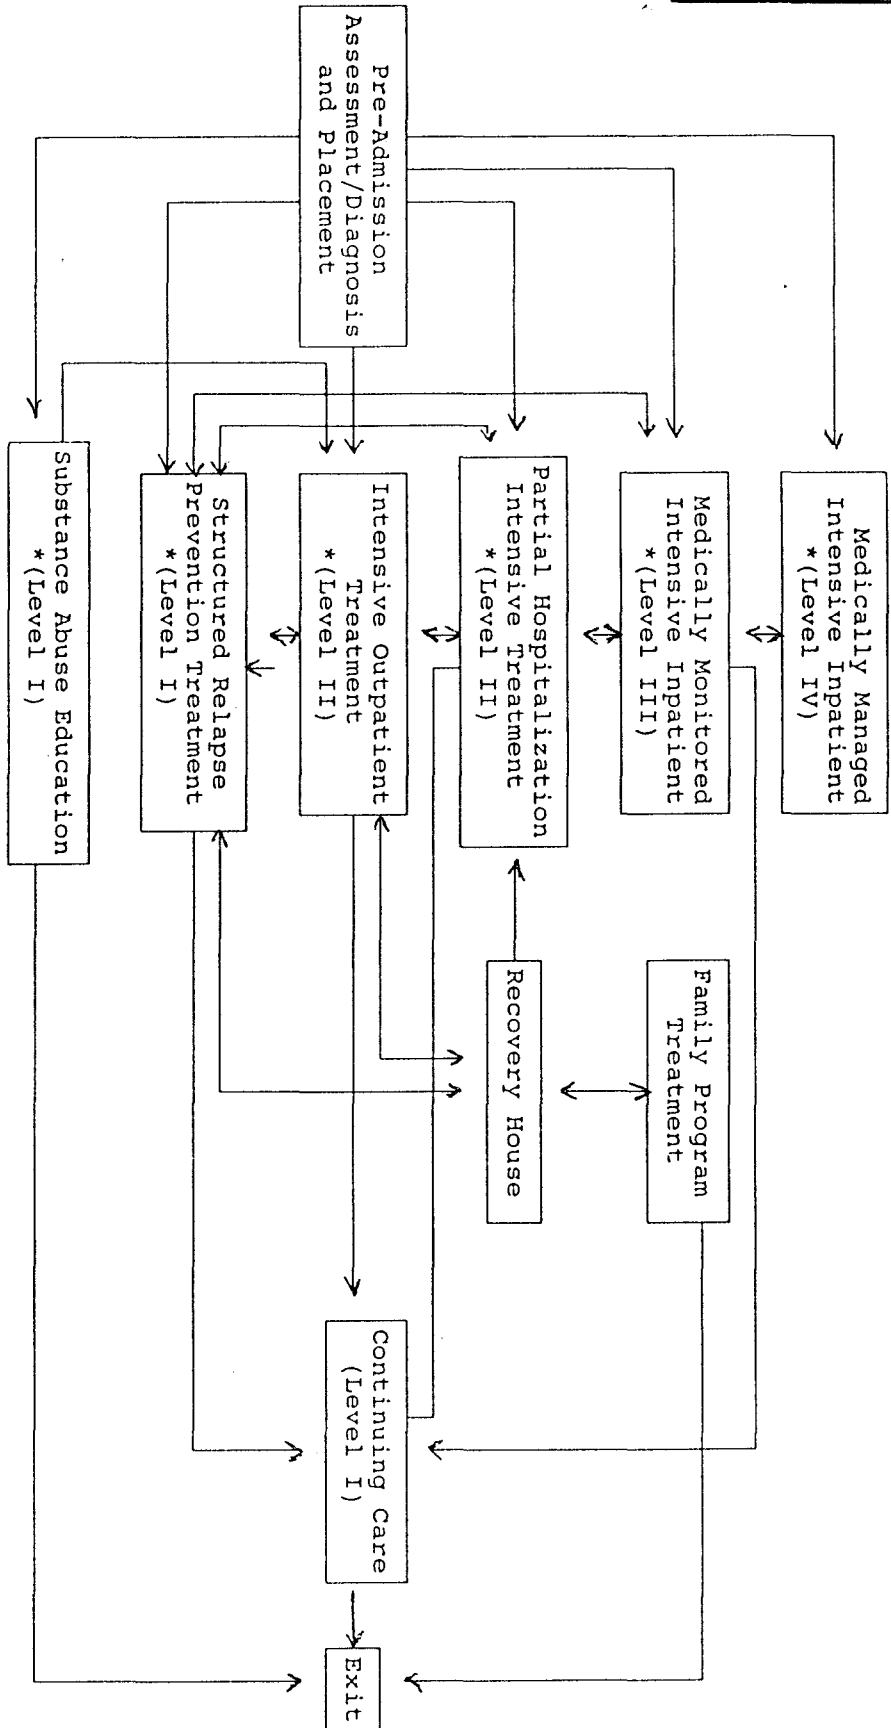 Pre-Admission
Assessment/Diagnosis
and Placement
Medically Managed
Intensive Inpatient
*(Level IV)
Medically Monitored
Intensive Inpatient
*(Level III)
Partial Hospitalization
Intensive Treatment
*(Level II)
Intensive Outpatient
Treatment
*(Level II)
Structured Relapse
Prevention Treatment
*(Level I)
Substance Abuse Education
*(Level I)
Family Program
Treatment
Recovery House
Continuing Care
(Level I)
Exit